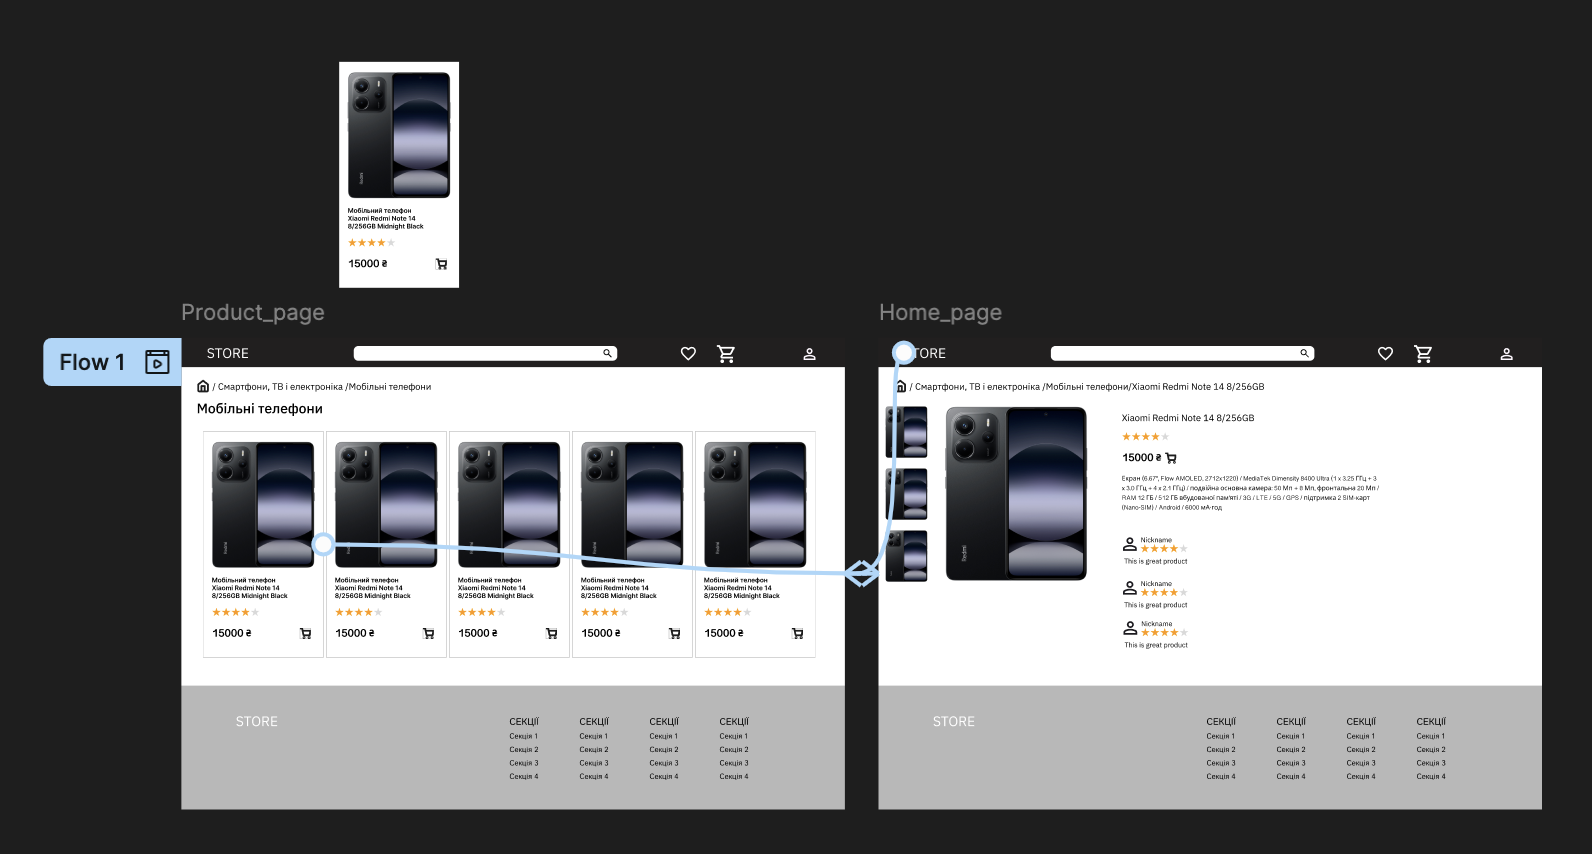 Мобільний телефон
Xiaomi Redmi Note 14
8/256GB Midnight Black
15000 ₴
Product_page
Flow 1
STORE
/ Смартфони, ТВ і електроніка /Мобільні телефони
Мобільні телефони
Мобільний телефон
Xiaomi Redmi Note 14
8/256GB Midnight Black
15000 ₴
Мобільний телефон
Xiaomi Redmi Note 14
8/256GB Midnight Black
15000 ₴
Мобільний телефон
Xiaomi Redmi Note 14
8/256GB Midnight Black
15000 ₴
Мобільний телефон
Xiaomi Redmi Note 14
8/256GB Midnight Black
15000 ₴
Мобільний телефон
Xiaomi Redmi Note 14
8/256GB Midnight Black
15000 ₴
STORE
СЕКЦІЇ
Секція 1
Секція 2
Секція 3
Секція 4
СЕКЦІЇ
Секція 1
Секція 2
Секція 3
Секція 4
СЕКЦІЇ
Секція 1
Секція 2
Секція 3
Секція 4
СЕКЦІЇ
Секція 1
Секція 2
Секція 3
Секція 4
Home_page
TORE
/ Смартфони, ТВ і електроніка /Мобільні телефони/Xiaomi Redmi Note 14 8/256GB
Redmi
Xiaomi Redmi Note 14 8/256GB
15000 ₴
Екран (6.67", Flow AMOLED, 2712x1220) / MediaTek Dimensity 8400 Ultra (1 x 3.25 ГГц + 3
x 3.0 ГГц + 4 x 2.1 ГГц) / подвійна основна камера: 50 Мп + 8 Мп, фронтальна 20 Мп /
RAM 12 ГБ / 512 ГБ вбудованої пам'яті / 3G / LTE / 5G / GPS / підтримка 2 SIM-карт
(Nano-SIM) / Android / 6000 мА·год
Nickname
This is great product
Nickname
This is great product
Nickname
This is great product
STORE
СЕКЦІЇ
Секція 1
Секція 2
Секція 3
Секція 4
СЕКЦІЇ
Секція 1
Секція 2
Секція 3
Секція 4
СЕКЦІЇ
Секція 1
Секція 2
Секція 3
Секція 4
СЕКЦІЇ
Секція 1
Секція 2
Секція 3
Секція 4